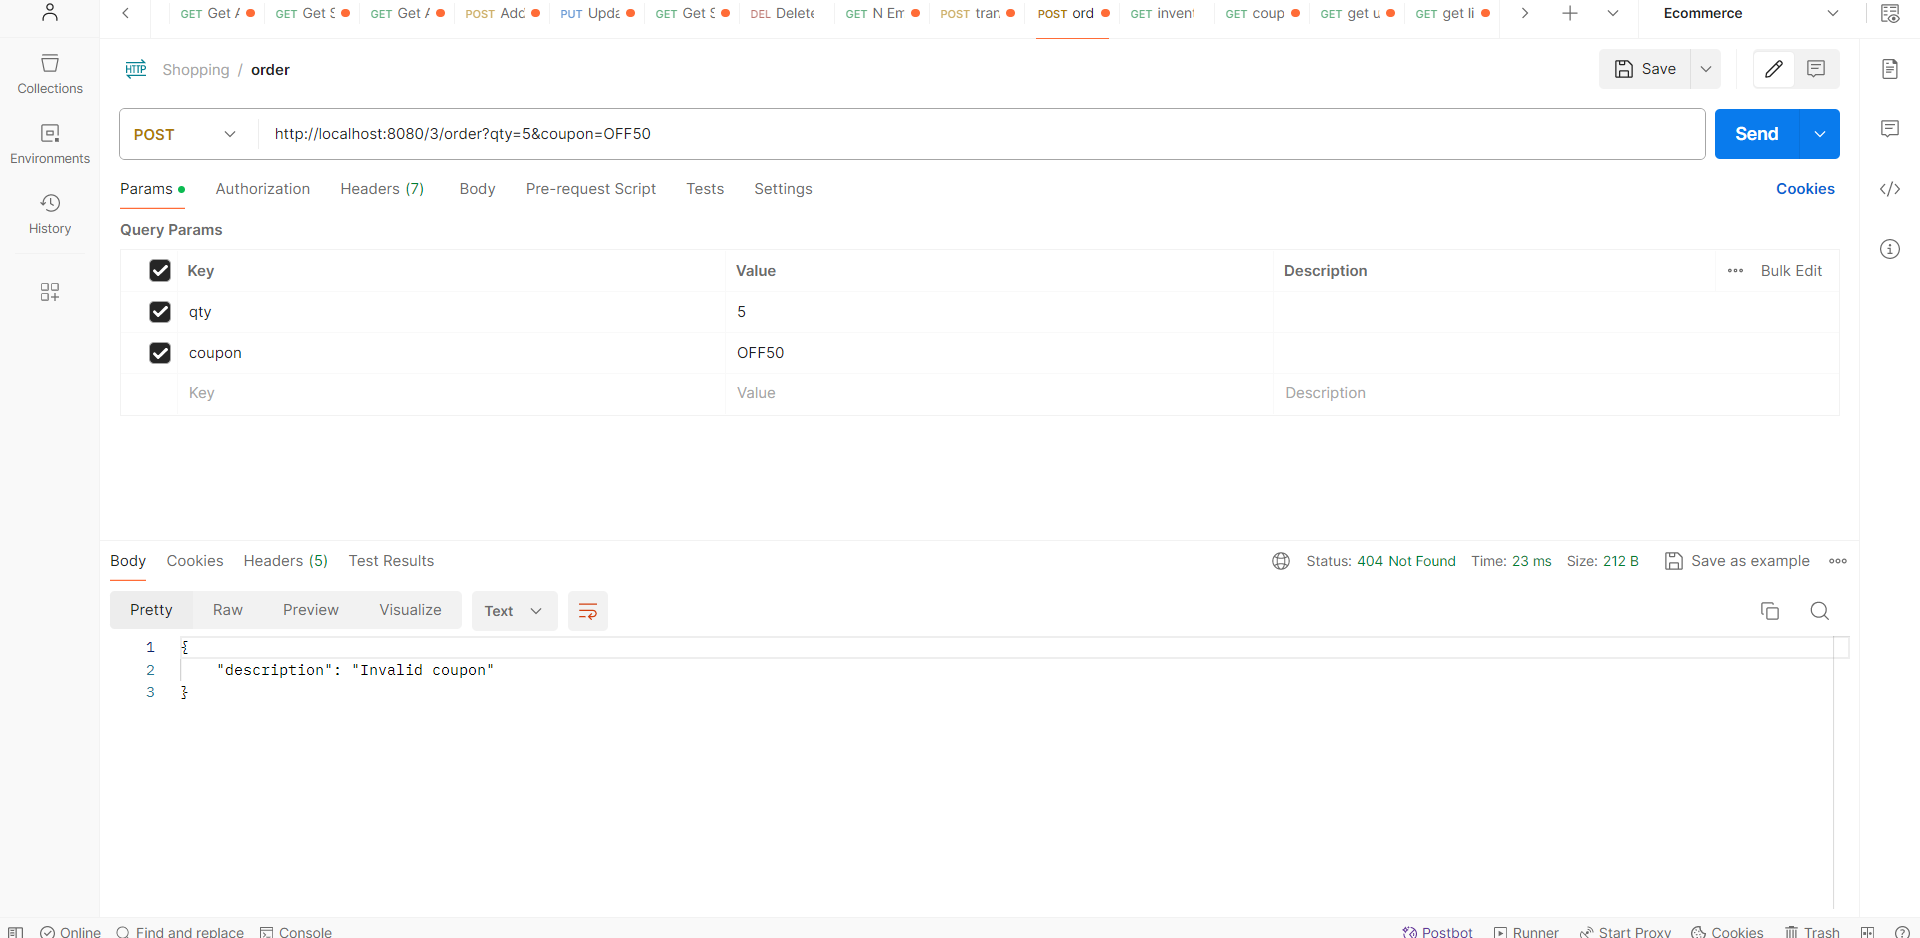 GET Get A GET Get S GET Get A POST Add PUT Upda GET Get S DEL Delete GET N Em POST tran POST ord GET invent GET coup GET get u GET get li Ecommerce
Collections
Environments
History
HTTP Shopping / order Save
POST http://localhost:8080/3/order?qty=5&coupon=OFF50 Send
Params Authorization Headers (7) Body Pre-request Script Tests Settings Cookies
Query Params
Key Value Description Bulk Edit
qty 5
coupon OFF50
Key Value Description
Body Cookies Headers (5) Test Results Status: 404 Not Found Time: 23 ms Size: 212 B Save as example
Pretty Raw Preview Visualize Text
1 {
2 "description": "Invalid coupon"
3 }
Online Find and replace Console Postbot Runner Start Proxy Cookies Trash